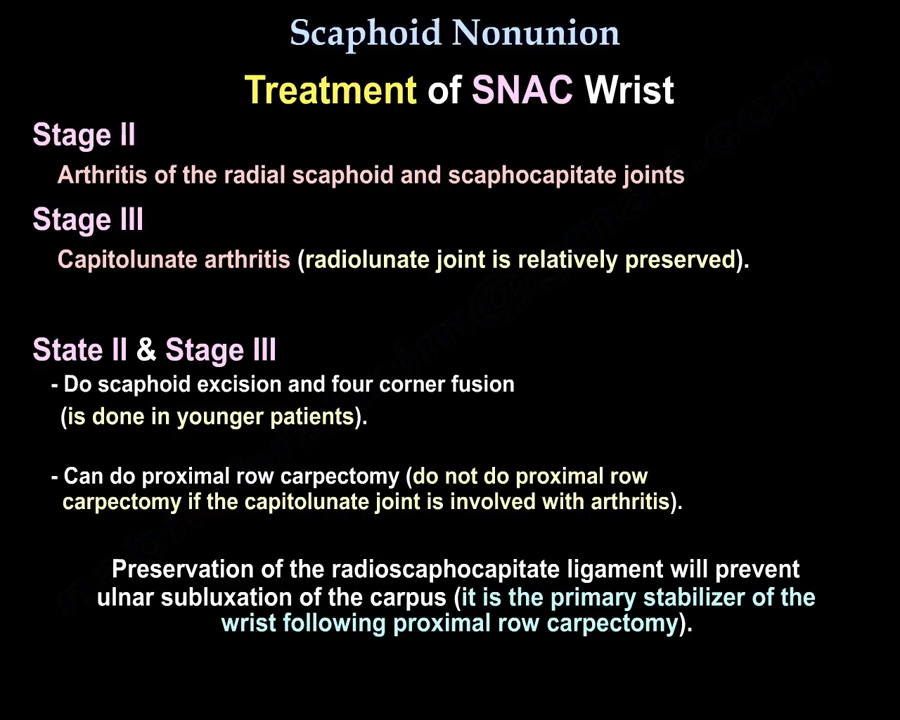 Scaphoid Nonunion
Treatment of SNAC Wrist
Stage II
Arthritis of the radial scaphoid and scaphocapitate joints
Stage III
Capitolunate arthritis (radiolunate joint is relatively preserved).
State II & Stage III
- Do scaphoid excision and four corner fusion
(is done in younger patients).
- Can do proximal row carpectomy (do not do proximal row
carpectomy if the capitolunate joint is involved with arthritis).
Preservation of the radioscaphocapitate ligament will prevent
ulnar subluxation of the carpus (it is the primary stabilizer of the
wrist following proximal row carpectomy).